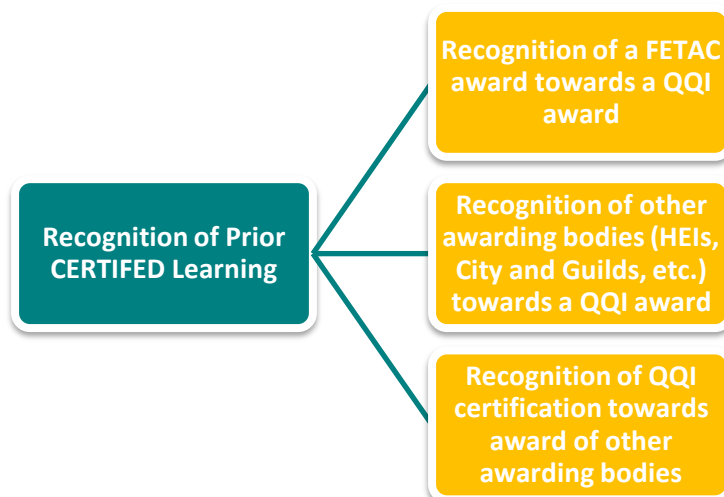 Recognition of a FETAC
award towards a QQI
award
Recognition of Prior
CERTIFED Learning
Recognition of other
awarding bodies (HEIs,
City and Guilds, etc.)
towards a QQI award
Recognition of QQI
certification towards
award of other
awarding bodies